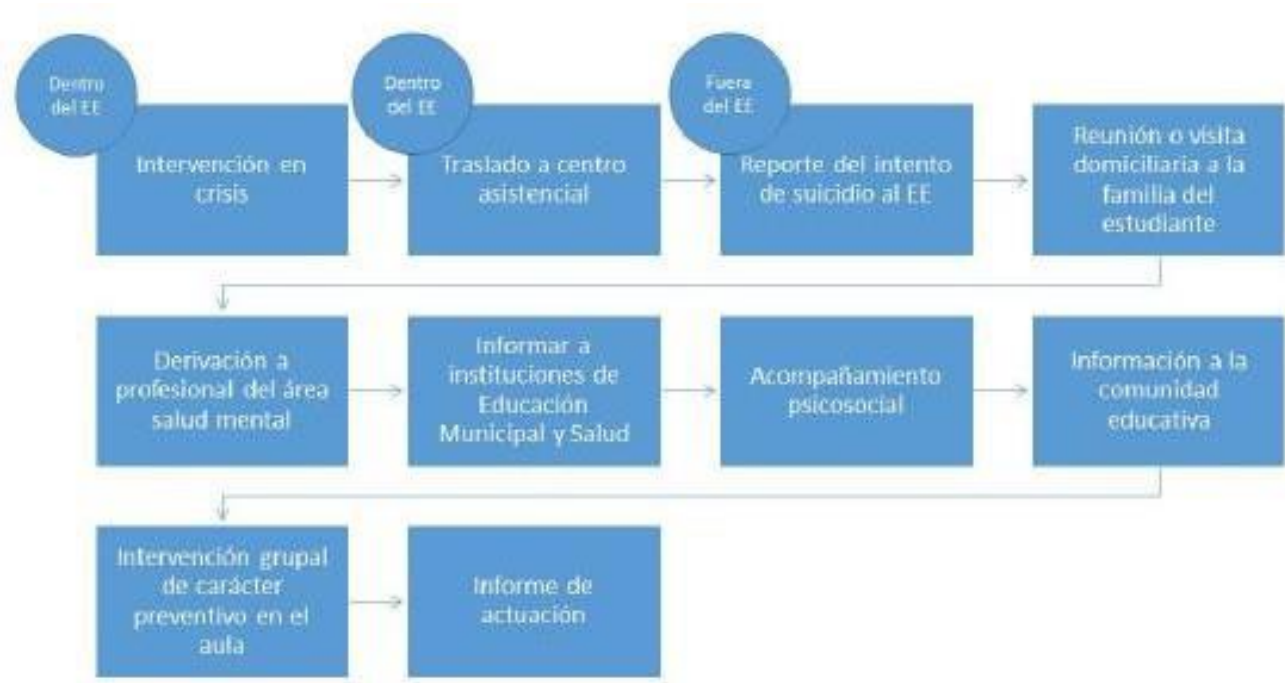 Dentro
del EE
Intervención en
crisis
Dentro
del EE
Traslado a centro
asistencial
Fuera
del EE
Reporte del intento
de suicidio al EE
Reunión o visita
domiciliaria a la
familia del
estudiante
Derivación a
profesional del área
salud mental
Informar a
instituciones de
Educación
Municipal y Salud
Acompañamiento
psicosocial
Información a la
comunidad
educativa
Intervención grupal
de carácter
preventivo en el
aula
Informe de
actuación